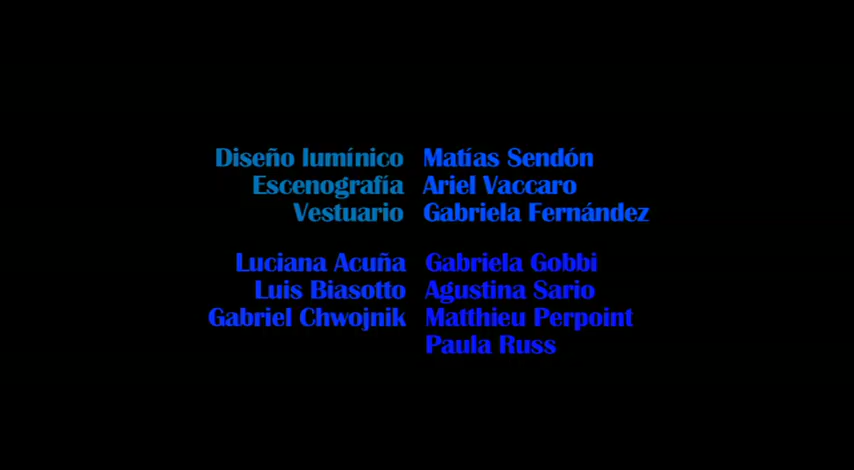 Diseño lumínico Matías Sendón
Escenografía Ariel Vaccaro
Vestuario Gabriela Fernández
Luciana Acuña Gabriela Gobbi
Luis Biasotto Agustina Sario
Gabriel Chwojnik Matthieu Perpoint
Paula Russ